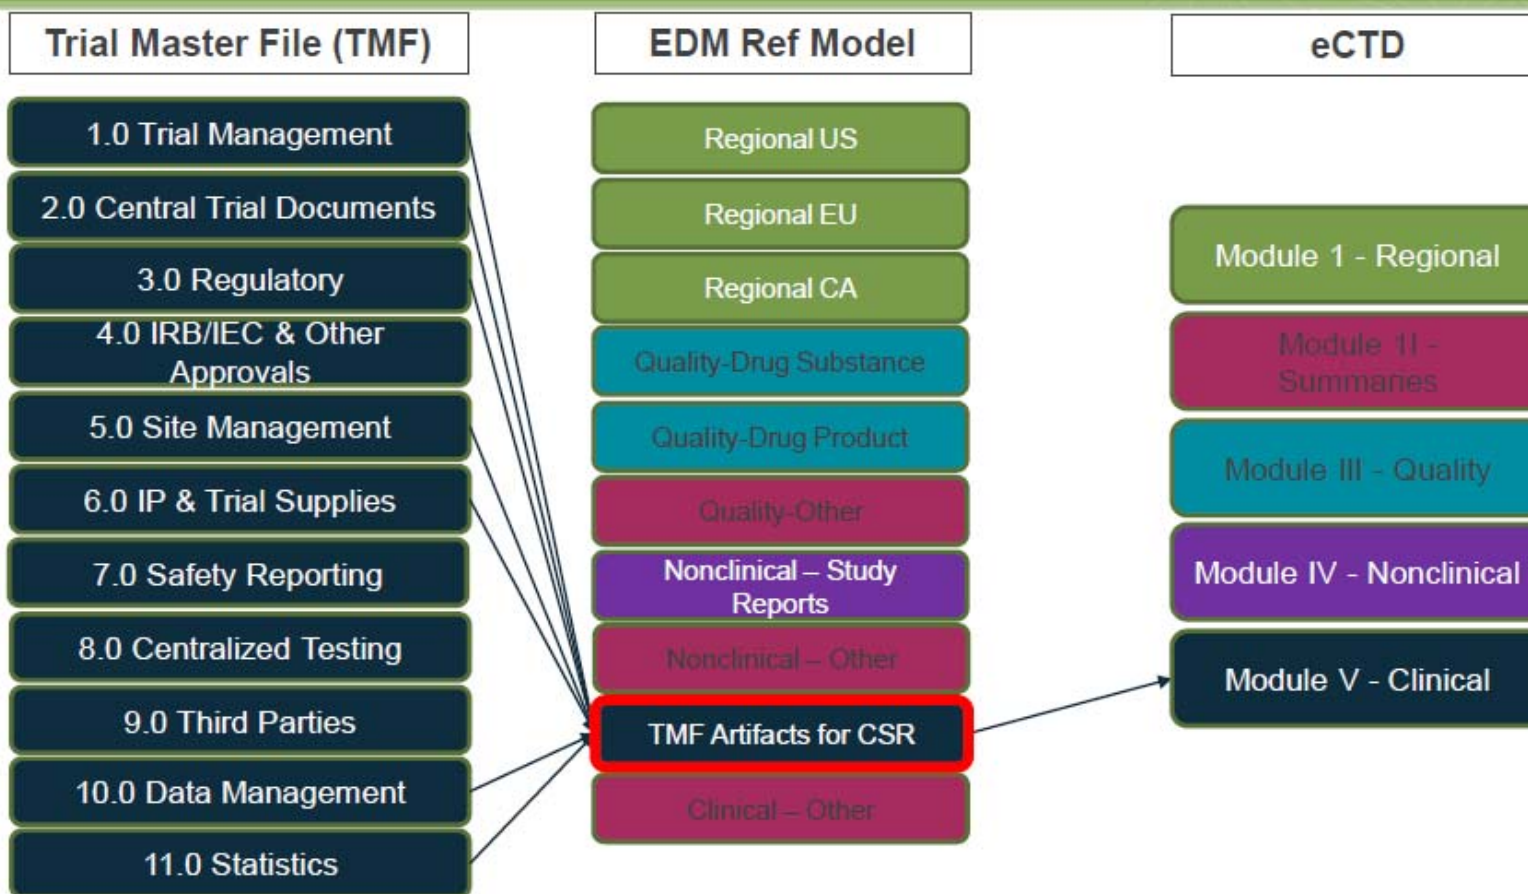 Trial Master File (TMF)
1.0 Trial Management
2.0 Central Trial Documents
3.0 Regulatory
4.0 IRB/IEC & Other
Approvals
5.0 Site Management
6.0 IP & Trial Supplies
7.0 Safety Reporting
8.0 Centralized Testing
9.0 Third Parties
10.0 Data Management
11.0 Statistics
EDM Ref Model
Regional US
Regional EU
Regional CA
Quality-Drug Substance
Quality-Drug Product
Quality-Other
Nonclinical – Study
Reports
Nonclinical – Other
TMF Artifacts for CSR
Clinical – Other
eCTD
Module 1 - Regional
Module 1I -
Summaries
Module III - Quality
Module IV - Nonclinical
Module V - Clinical